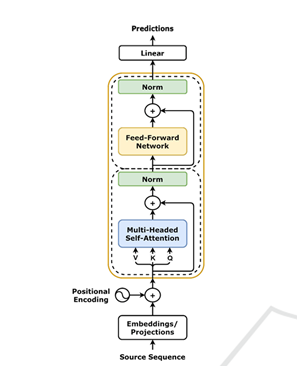 Predictions
Linear
Norm
+
Feed-Forward
Network
Norm
+
Multi-Headed
Self-Attention
V K Q
Positional
Encoding
+
Embeddings/
Projections
Source Sequence